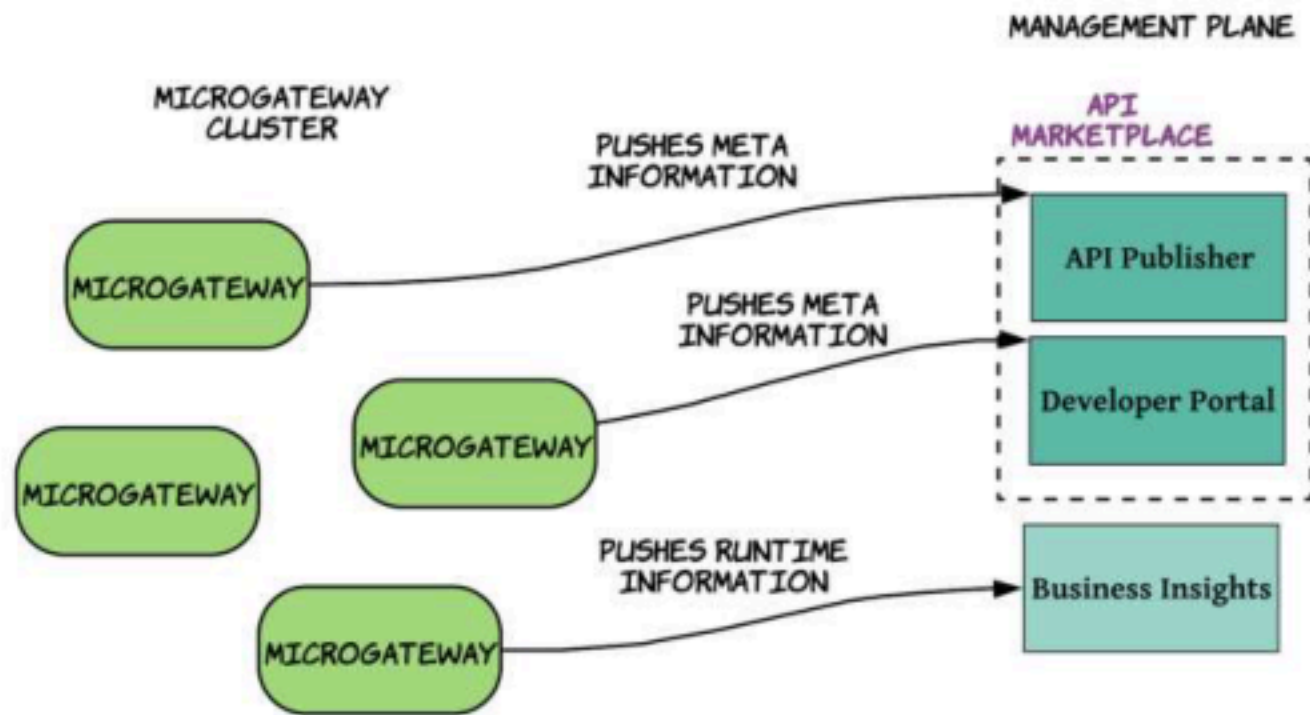 MANAGEMENT PLANE
MICROGATEWAY
CLUSTER
API
MARKETPLACE
PUSHES META
INFORMATION
API Publisher
MICROGATEWAY
PUSHES META
INFORMATION
Developer Portal
MICROGATEWAY
MICROGATEWAY
PUSHES RUNTIME
INFORMATION
Business Insights
MICROGATEWAY